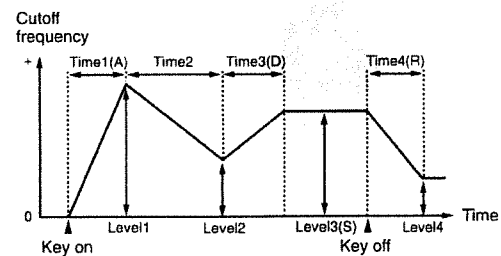 Cutoff
frequency
+
Time1(A)
Time2
Time3(D)
Time4(R)
0
Time
Level1
Level2
Level3(S)
Level4
Key on
Key off